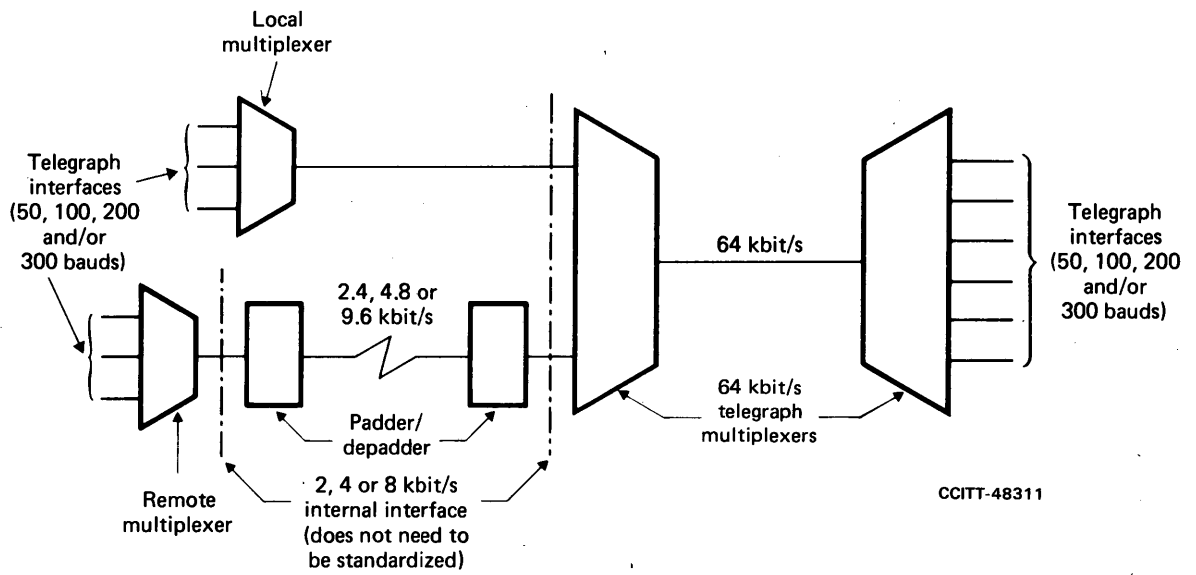 Local
multiplexer
Telegraph
interfaces
(50, 100, 200
and/or
300 bauds)
64 kbit/s
Telegraph
interfaces
(50, 100, 200
and/or
300 bauds)
2.4, 4.8 or
9.6 kbit/s
Padder/
depadder
64 kbit/s
telegraph
multiplexers
Remote
multiplexer
2, 4 or 8 kbit/s
internal interface
(does not need to
be standardized)
CCITT-48311